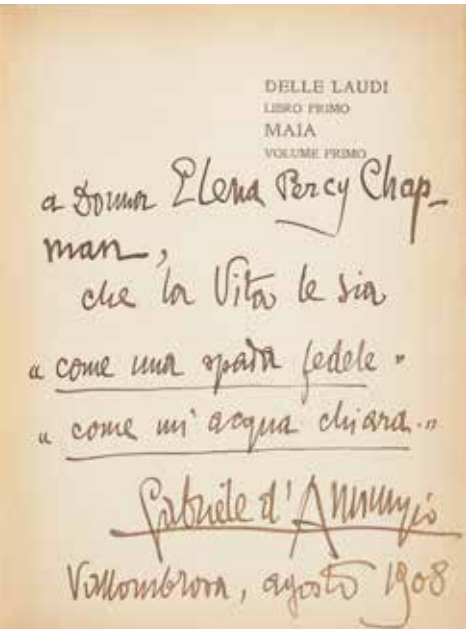 DELLE LAUDI
LIBRO PRIMO
MAIA
VOLUME PRIMO
a Donna Elena Percy Chap-
man,
che la Vita le sia
« come una spada fedele »
« come un' acqua chiara. »
Gabriele d'Annunzio
Vallombrosa, agosto 1908